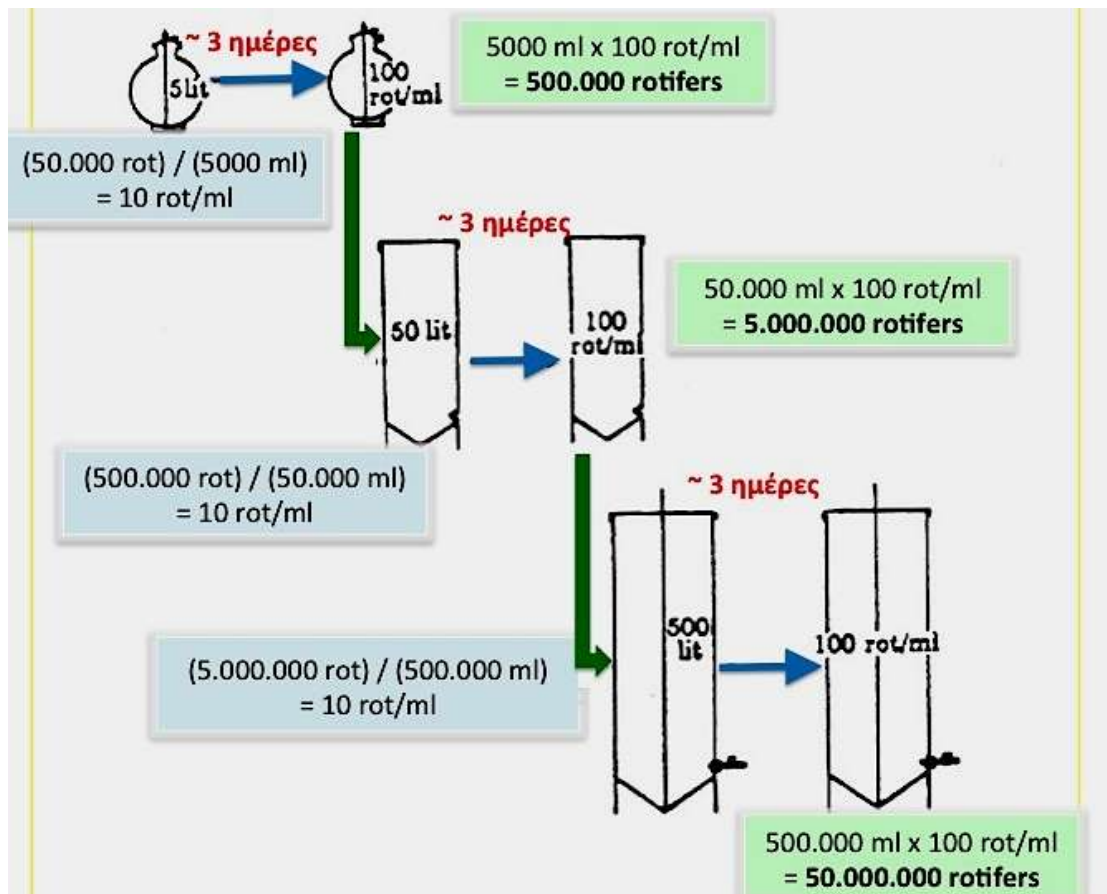 ~ 3 ημέρες
5lit
100
rot/ml
5000 ml x 100 rot/ml
= 500.000 rotifers
(50.000 rot) / (5000 ml)
= 10 rot/ml
~ 3 ημέρες
50 lit
100
rot/ml
50.000 ml x 100 rot/ml
= 5.000.000 rotifers
(500.000 rot) / (50.000 ml)
= 10 rot/ml
~ 3 ημέρες
500
lit
100 rot/ml
(5.000.000 rot) / (500.000 ml)
= 10 rot/ml
500.000 ml x 100 rot/ml
= 50.000.000 rotifers